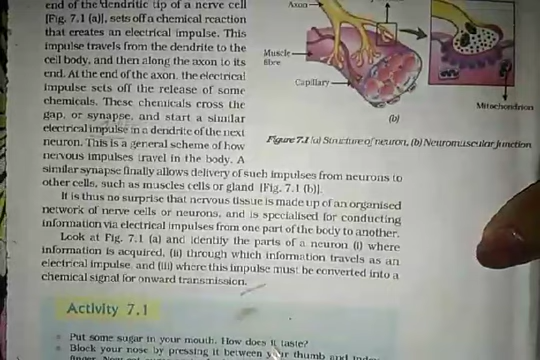 end of the dendritic tip of a nerve cell
[Fig. 7.1 (a)], sets off a chemical reaction
that creates an electrical impulse. This
impulse travels from the dendrite to the
cell body, and then along the axon to its
end. At the end of the axon, the electrical
impulse sets off the release of some
chemicals. These chemicals cross the
gap, or synapse, and start a similar
electrical impulse in a dendrite of the next
neuron. This is a general scheme of how
nervous impulses travel in the body. A
similar synapse finally allows delivery of such impulses from neurons to
other cells, such as muscles cells or gland [Fig. 7.1 (b)].
It is thus no surprise that nervous tissue is made up of an organised
network of nerve cells or neurons, and is specialised for conducting
information via electrical impulses from one part of the body to another.
Look at Fig. 7.1 (a) and identify the parts of a neuron (i) where
information is acquired, (ii) through which information travels as an
electrical impulse, and (iii) where this impulse must be converted into a
chemical signal for onward transmission.
Axon
Muscle
fibre
Capillary
Mitochondrion
(b)
Figure 7.1 (a) Structure of neuron, (b) Neuromuscular junction
Activity 7.1
Put some sugar in your mouth. How does it taste?
Block your nose by pressing it between your thumb and index